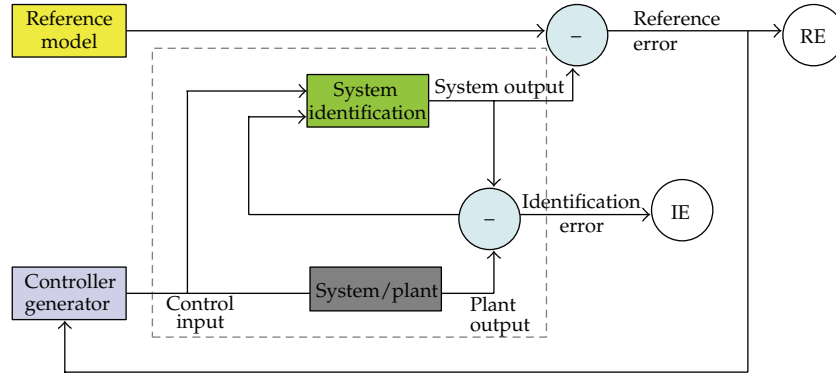 Reference
model
−
Reference
error
RE
System
identification
System output
−
Identification
error
IE
Controller
generator
Control
input
System/plant
Plant
output